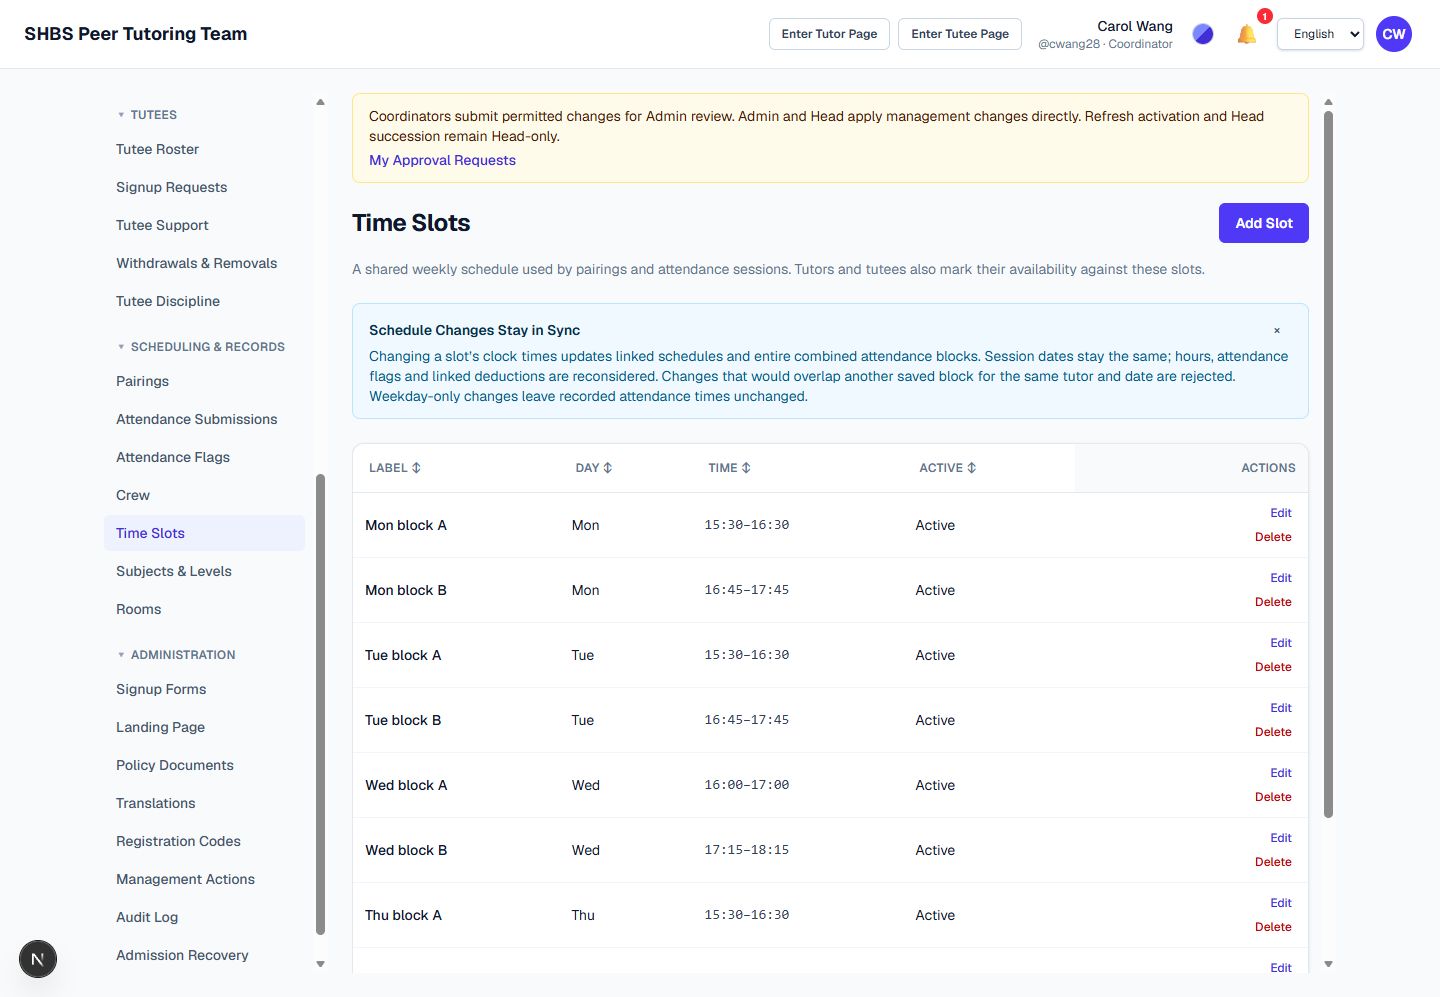 SHBS Peer Tutoring Team
Enter Tutor Page
Enter Tutee Page
Carol Wang
@cwang28 · Coordinator
1
English
CW
TUTEES
Tutee Roster
Signup Requests
Tutee Support
Withdrawals & Removals
Tutee Discipline
SCHEDULING & RECORDS
Pairings
Attendance Submissions
Attendance Flags
Crew
Time Slots
Subjects & Levels
Rooms
ADMINISTRATION
Signup Forms
Landing Page
Policy Documents
Translations
Registration Codes
Management Actions
Audit Log
Admission Recovery
N
Coordinators submit permitted changes for Admin review. Admin and Head apply management changes directly. Refresh activation and Head
succession remain Head-only.
My Approval Requests
Time Slots
Add Slot
A shared weekly schedule used by pairings and attendance sessions. Tutors and tutees also mark their availability against these slots.
Schedule Changes Stay in Sync
×
Changing a slot's clock times updates linked schedules and entire combined attendance blocks. Session dates stay the same; hours, attendance
flags and linked deductions are reconsidered. Changes that would overlap another saved block for the same tutor and date are rejected.
Weekday-only changes leave recorded attendance times unchanged.
LABEL DAY TIME ACTIVE ACTIONS
Mon block A Mon 15:30–16:30 Active Edit
Delete
Mon block B Mon 16:45–17:45 Active Edit
Delete
Tue block A Tue 15:30–16:30 Active Edit
Delete
Tue block B Tue 16:45–17:45 Active Edit
Delete
Wed block A Wed 16:00–17:00 Active Edit
Delete
Wed block B Wed 17:15–18:15 Active Edit
Delete
Thu block A Thu 15:30–16:30 Active Edit
Delete
Edit